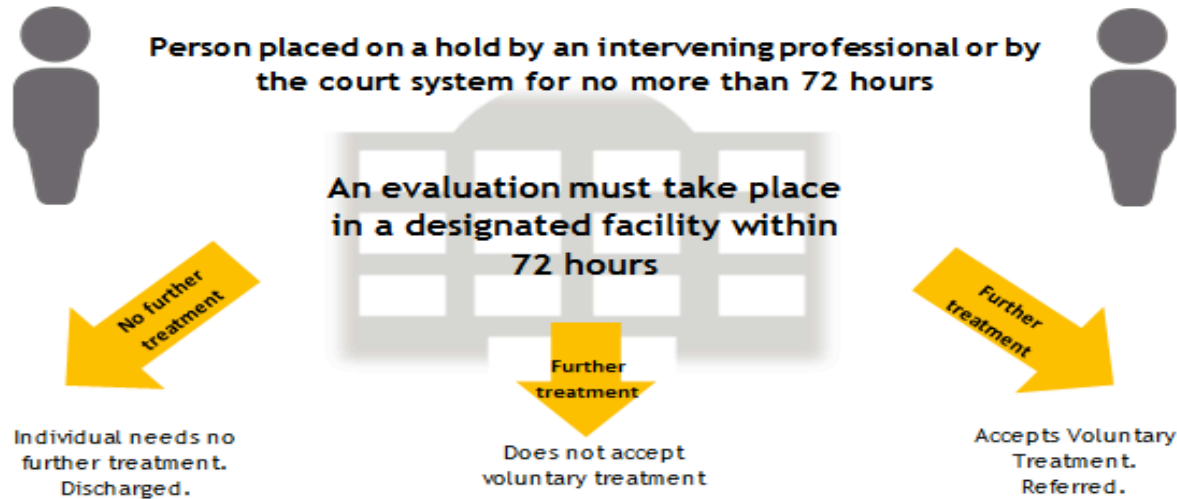 Person placed on a hold by an intervening professional or by
the court system for no more than 72 hours
An evaluation must take place
in a designated facility within
72 hours
No further
treatment
Further
treatment
Further
treatment
Individual needs no
further treatment.
Discharged.
Does not accept
voluntary treatment
Accepts Voluntary
Treatment.
Referred.